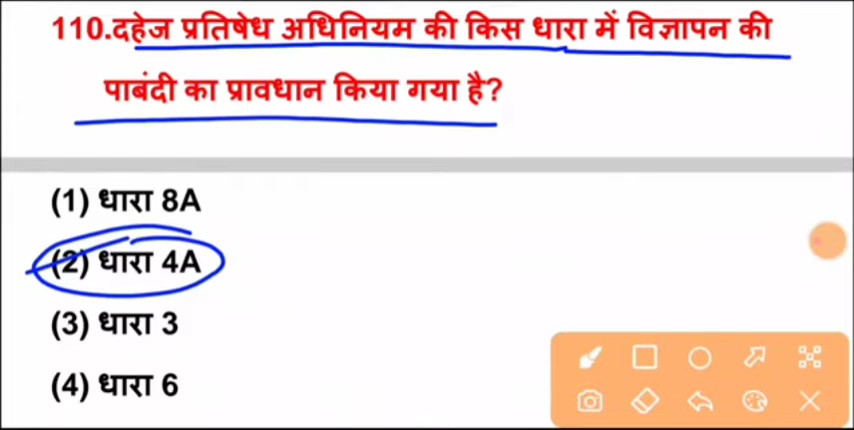 110.दहेज प्रतिषेध अधिनियम की किस धारा में विज्ञापन की
पाबंदी का प्रावधान किया गया है?
(1) धारा 8A
(2) धारा 4A
(3) धारा 3
(4) धारा 6